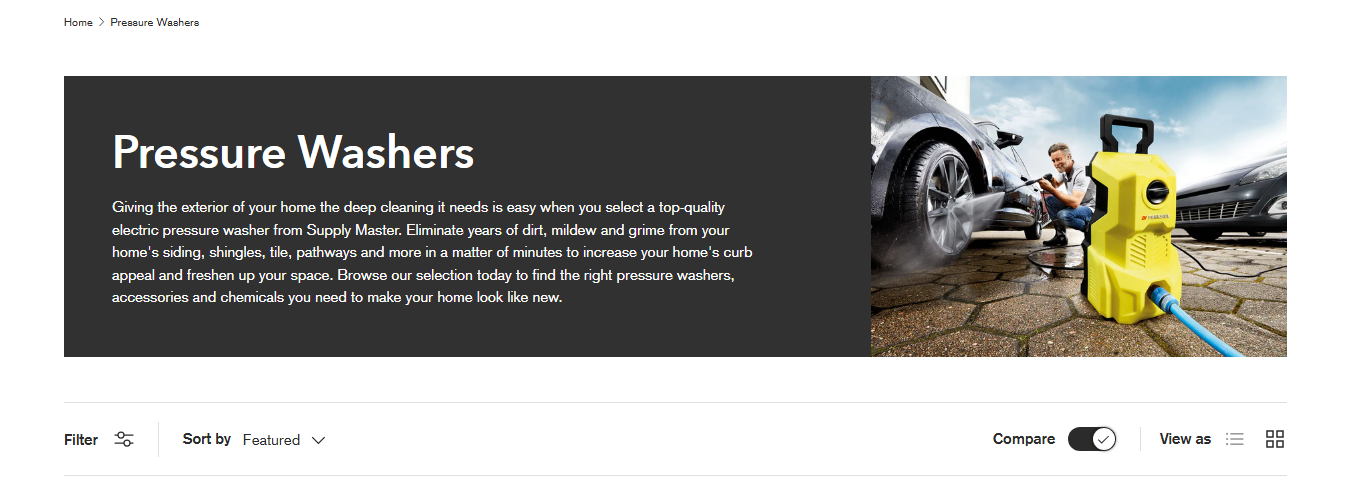 Home > Pressure Washers
Pressure Washers
Giving the exterior of your home the deep cleaning it needs is easy when you select a top-quality
electric pressure washer from Supply Master. Eliminate years of dirt, mildew and grime from your
home's siding, shingles, tile, pathways and more in a matter of minutes to increase your home's curb
appeal and freshen up your space. Browse our selection today to find the right pressure washers,
accessories and chemicals you need to make your home look like new.
Filter Sort by Featured Compare View as